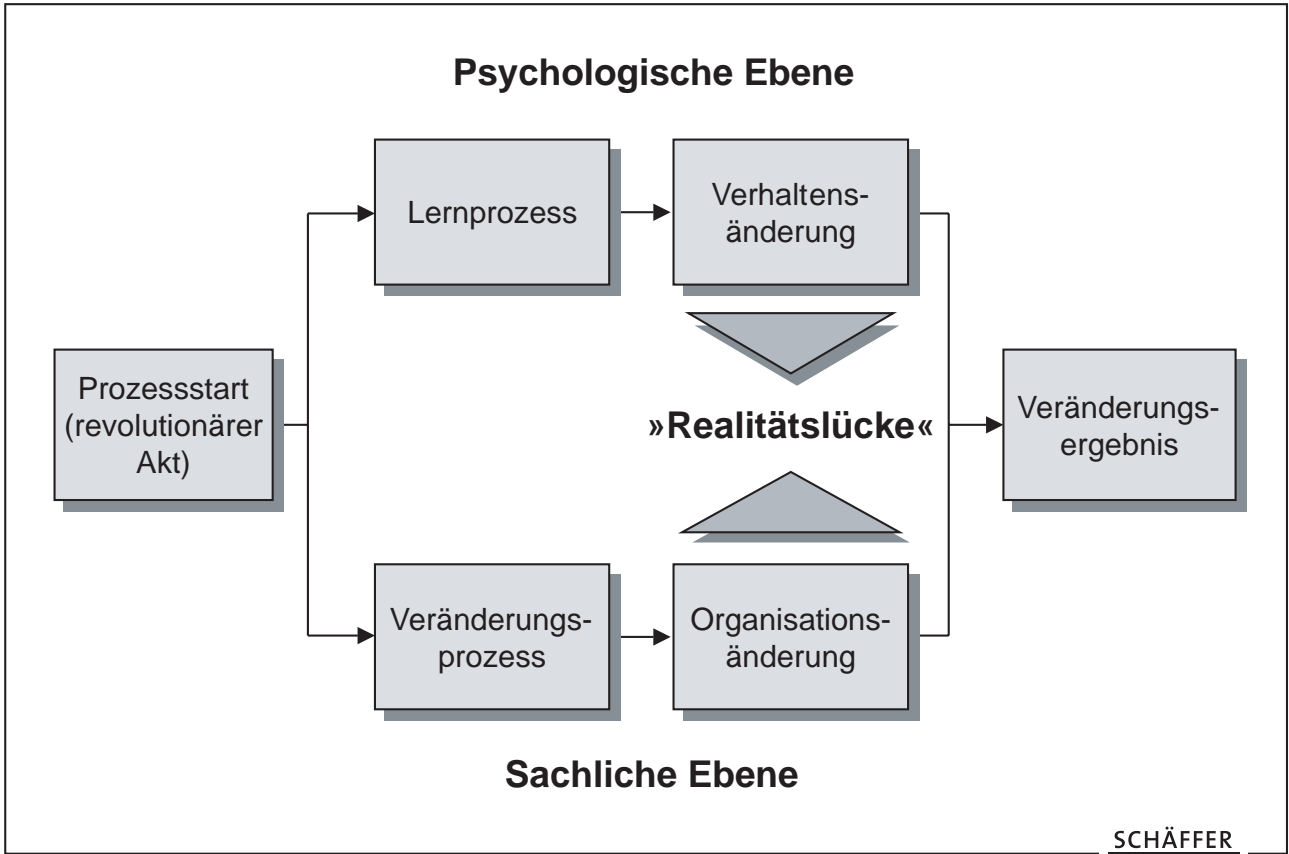 Psychologische Ebene
Lernprozess
Verhaltens-
änderung
Prozessstart
(revolutionärer
Akt)
»Realitätslücke«
Veränderungs-
ergebnis
Veränderungs-
prozess
Organisations-
änderung
Sachliche Ebene
SCHÄFFER